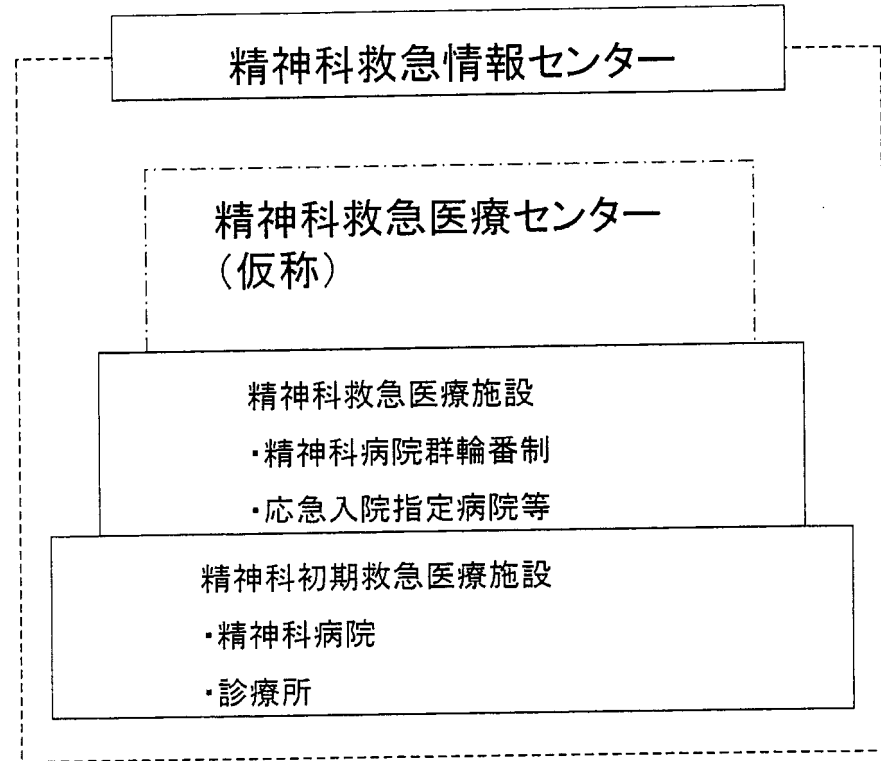 精神科救急情報センター
精神科救急医療センター
（仮称）
精神科救急医療施設
・精神科病院群輪番制
・応急入院指定病院等
精神科初期救急医療施設
・精神科病院
・診療所